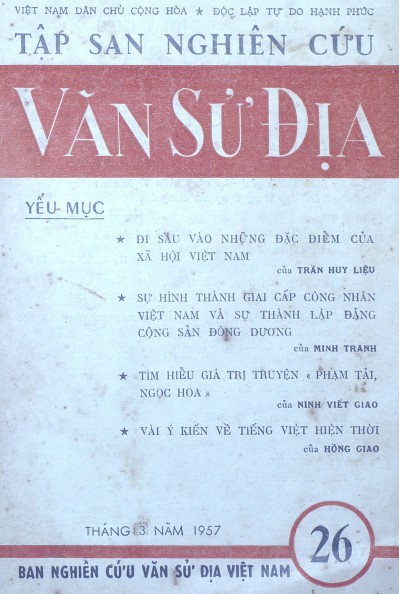 VIỆT NAM DÂN CHỦ CỘNG HÒA ★ ĐỘC LẬP TỰ DO HẠNH PHÚC
TẬP SAN NGHIÊN CỨU
VĂN SỬ ĐỊA
YẾU-MỤC
★ ĐI SÂU VÀO NHỮNG ĐẶC ĐIỂM CỦA
XÃ HỘI VIỆT NAM
của TRẦN HUY LIỆU
★ SỰ HÌNH THÀNH GIAI CẤP CÔNG NHÂN
VIỆT NAM VÀ SỰ THÀNH LẬP ĐẢNG
CỘNG SẢN ĐÔNG DƯƠNG
của MINH TRANH
★ TÌM HIỂU GIÁ TRỊ TRUYỆN « PHẠM TẢI,
NGỌC HOA »
của NINH VIẾT GIAO
★ VÀI Ý KIẾN VỀ TIẾNG VIỆT HIỆN THỜI
của HỒNG GIAO
THÁNG 3 NĂM 1957
26
BAN NGHIÊN CỨU VĂN SỬ ĐỊA VIỆT NAM